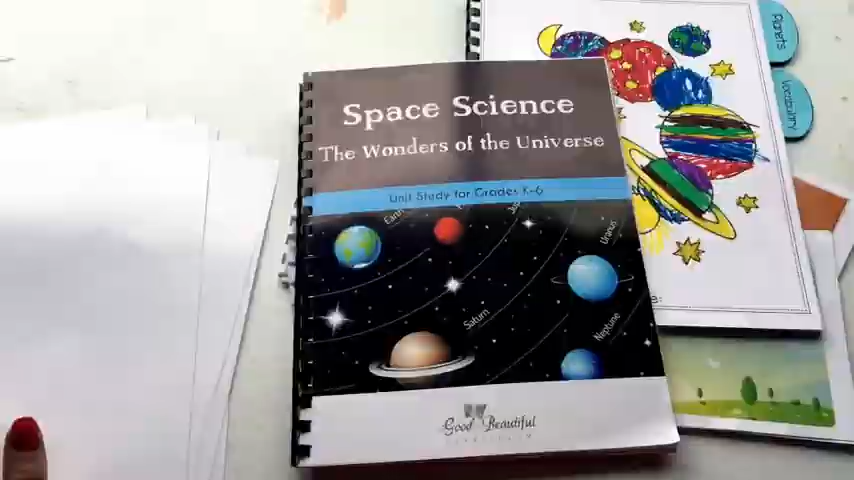 Space Science
The Wonders of the Universe
Unit Study for Grades K-6
Earth
Uranus
Saturn
Neptune
Good Beautiful
CURRICULUM
Planets
Vocabulary